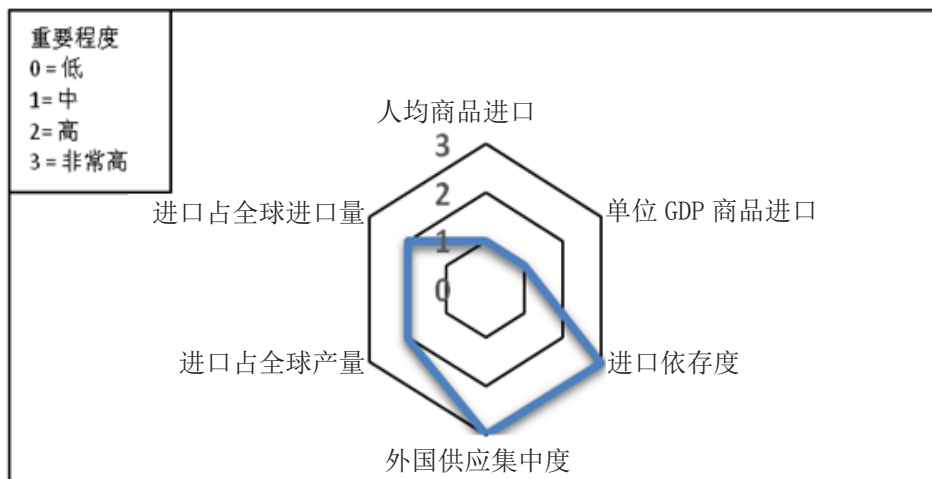 重要程度
0 = 低
1= 中
2= 高
3 = 非常高
人均商品进口
3
进口占全球进口量
2
单位 GDP 商品进口
1
0
进口占全球产量
进口依存度
外国供应集中度